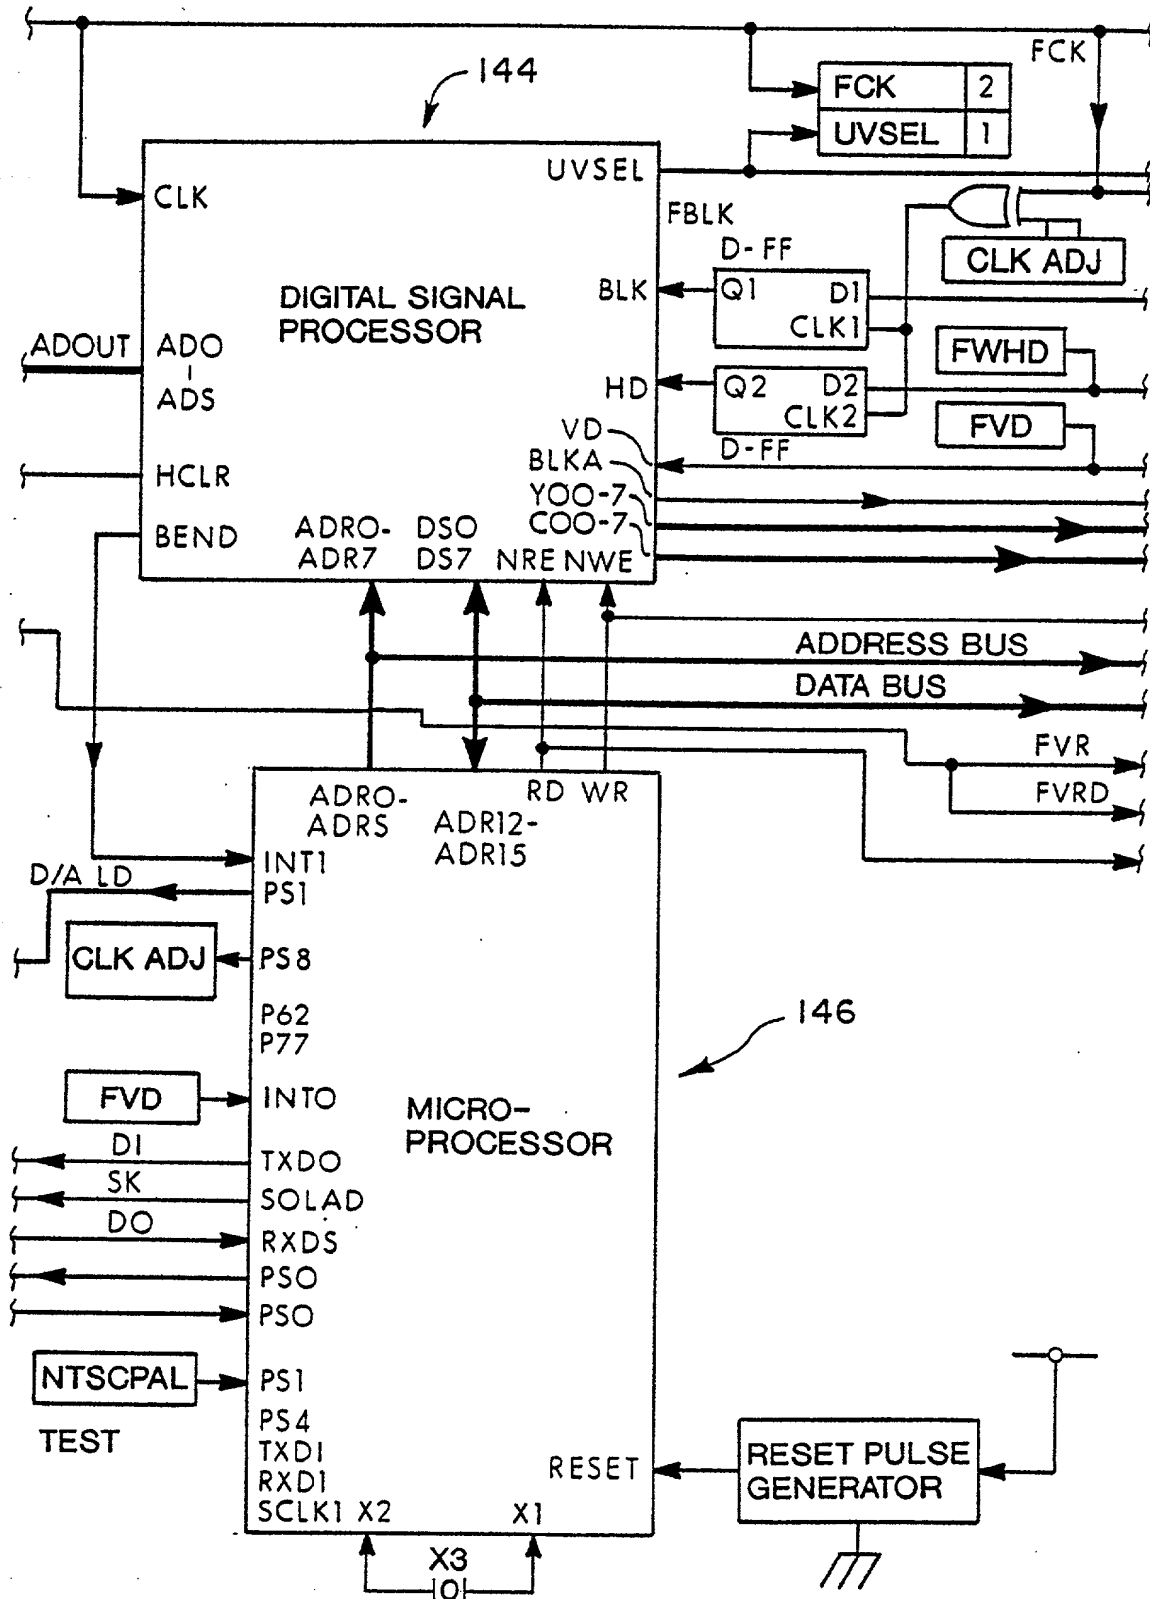 FCK
144
FCK 2
UVSEL 1
UVSEL
CLK
FBLK
CLK ADJ
D-FF
DIGITAL SIGNAL
PROCESSOR
BLK
Q1 D1
CLK1
ADOUT
ADO
ADS
FWHD
HD
Q2 D2
CLK2
FVD
VD
D-FF
BLKA
HCLR
YOO-7
COO-7
BEND
ADRO-
ADR7
DSO
DS7
NRE NWE
ADDRESS BUS
DATA BUS
FVR
FVRD
ADRO-
ADRS
ADR12-
ADR15
RD WR
INT1
D/A LD
PS1
CLK ADJ
PS8
146
P62
P77
FVD
INTO
MICRO-
PROCESSOR
DI
TXDO
SK
SOLAD
DO
RXDS
PSO
PSO
NTSCPAL
PS1
TEST
PS4
TXDI
RXDI
SCLK1 X2
X1
RESET
RESET PULSE
GENERATOR
X3